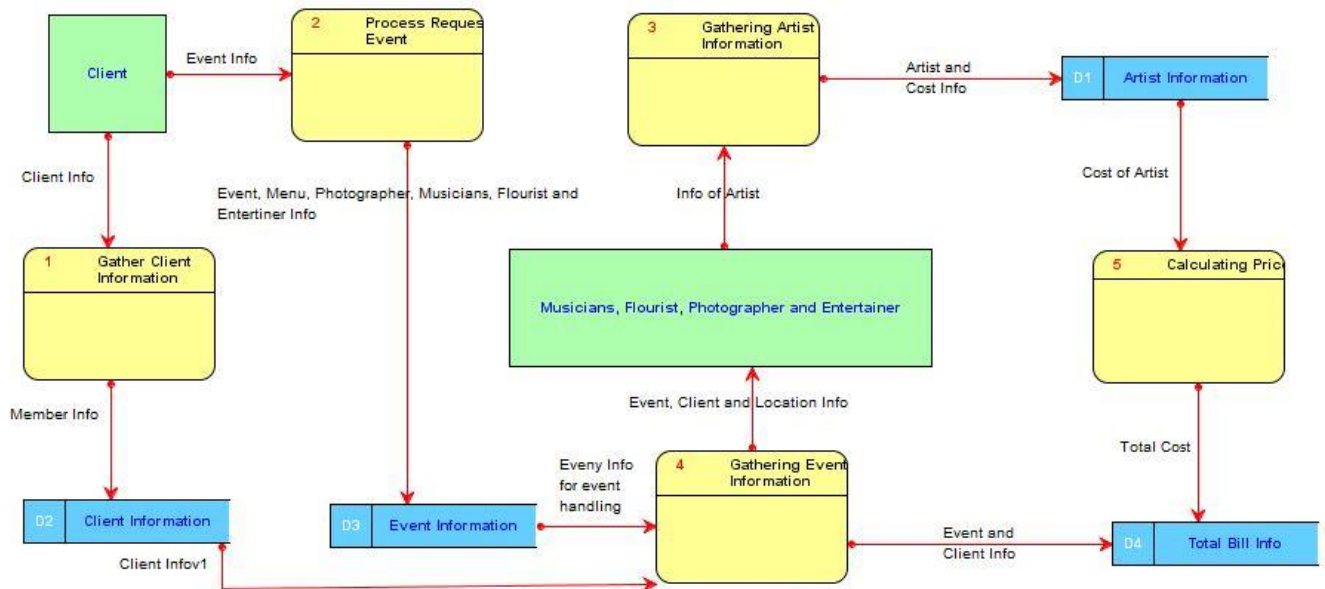 2 Process Reques
Event
3 Gathering Artist
Information
Client
Event Info
Artist and
Cost Info
D1 Artist Information
Client Info
Event, Menu, Photographer, Musicians, Flourist and
Entertiner Info
Info of Artist
Cost of Artist
1 Gather Client
Information
Musicians, Flourist, Photographer and Entertainer
5 Calculating Price
Member Info
Event, Client and Location Info
Total Cost
4 Gathering Event
Information
Eveny Info
for event
handling
D2 Client Information
D3 Event Information
Event and
Client Info
D4 Total Bill Info
Client Infov1